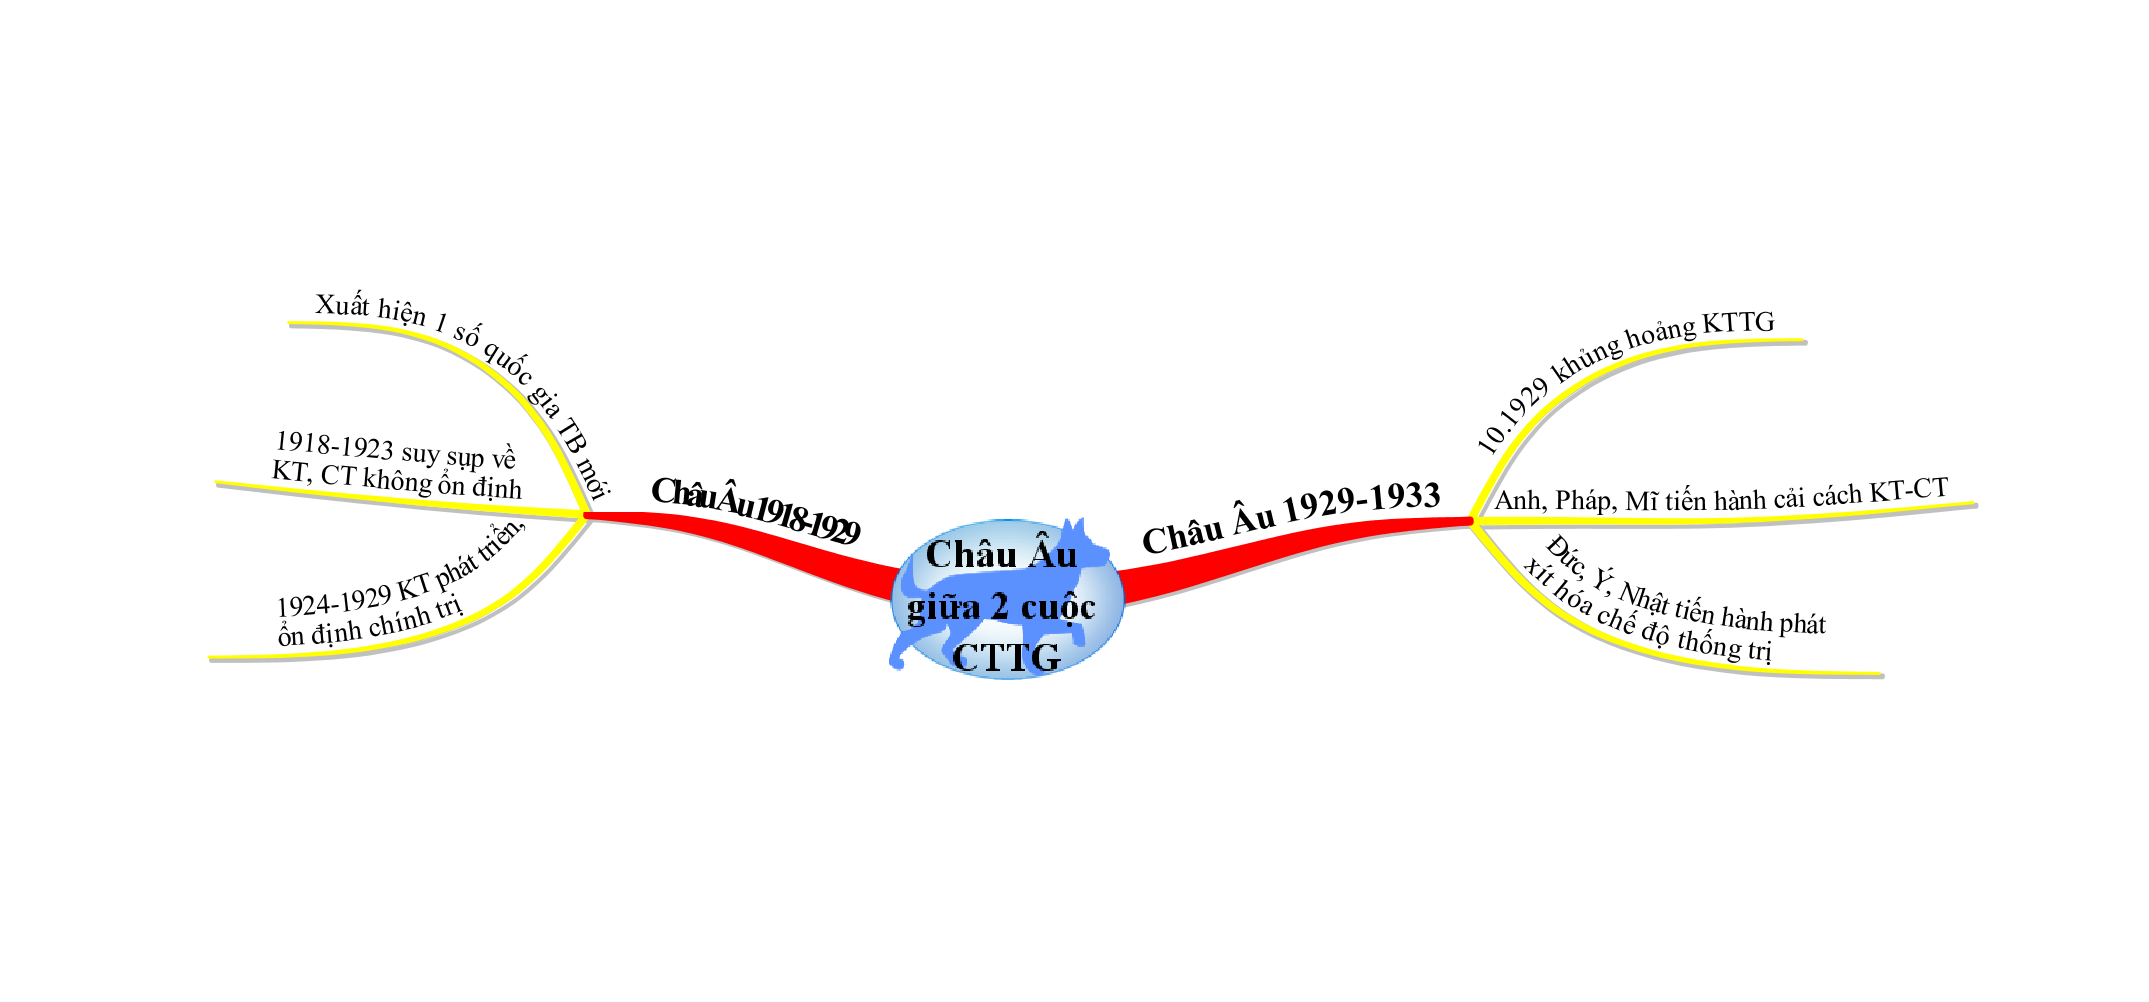 Châu Âu
giữa 2 cuộc
CTTG
Châu Âu 1918-1929
Xuất hiện 1 số quốc gia TB mới
1918-1923 suy sụp về
KT, CT không ổn định
1924-1929 KT phát triển,
ổn định chính trị
Châu Âu 1929-1933
10.1929 khủng hoảng KTTG
Anh, Pháp, Mĩ tiến hành cải cách KT-CT
Đức, Ý, Nhật tiến hành phát
xít hóa chế độ thống trị